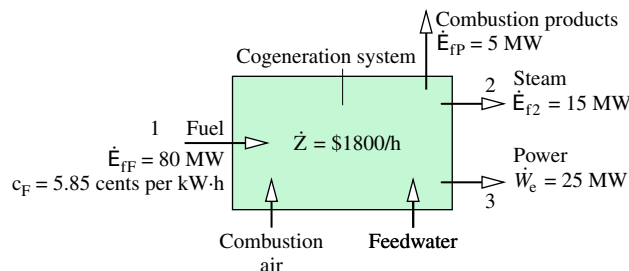 Combustion products
Ė_fP = 5 MW
Cogeneration system
2
Steam
Ė_f2 = 15 MW
1
Fuel
Ė_fF = 80 MW
c_F = 5.85 cents per kW·h
Ż = $1800/h
Power
Ẇ_e = 25 MW
3
Combustion
air
Feedwater